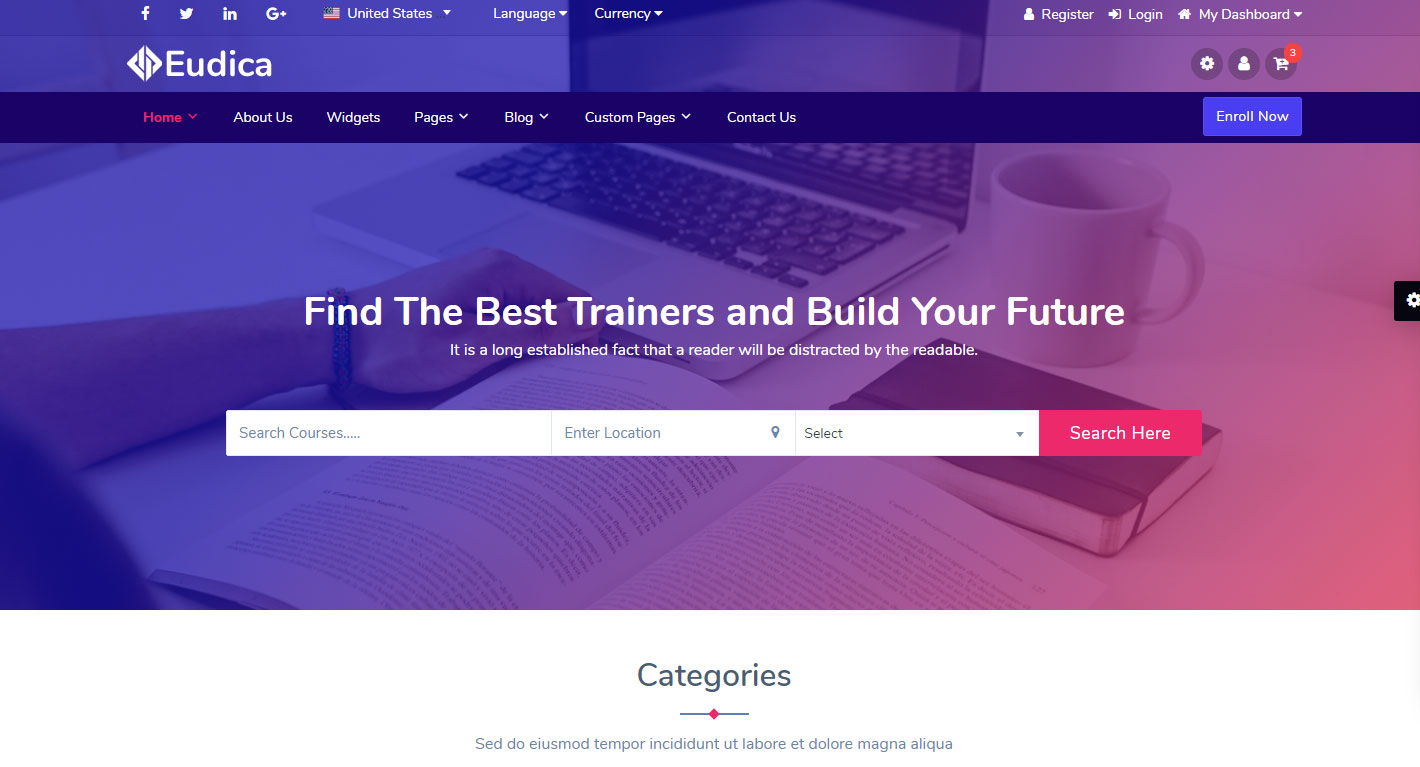 United States Language Currency Register Login My Dashboard
Eudica
3
Home About Us Widgets Pages Blog Custom Pages Contact Us Enroll Now
Find The Best Trainers and Build Your Future
It is a long established fact that a reader will be distracted by the readable.
Search Courses..... Enter Location Select Search Here
Categories
Sed do eiusmod tempor incididunt ut labore et dolore magna aliqua